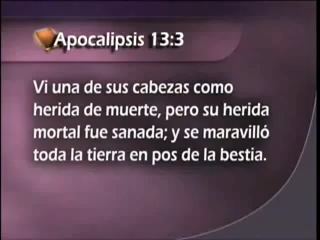 Apocalipsis 13:3
Vi una de sus cabezas como
herida de muerte, pero su herida
mortal fue sanada; y se maravilló
toda la tierra en pos de la bestia.